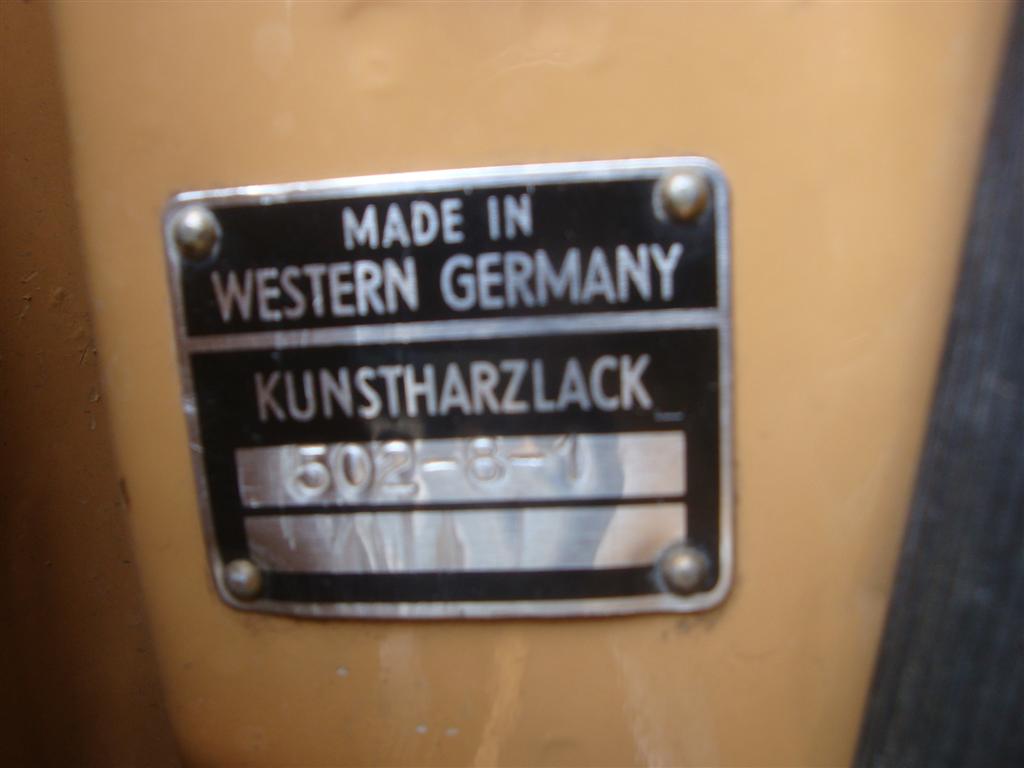 MADE IN
WESTERN GERMANY
KUNSTHARZLACK
502-8-1